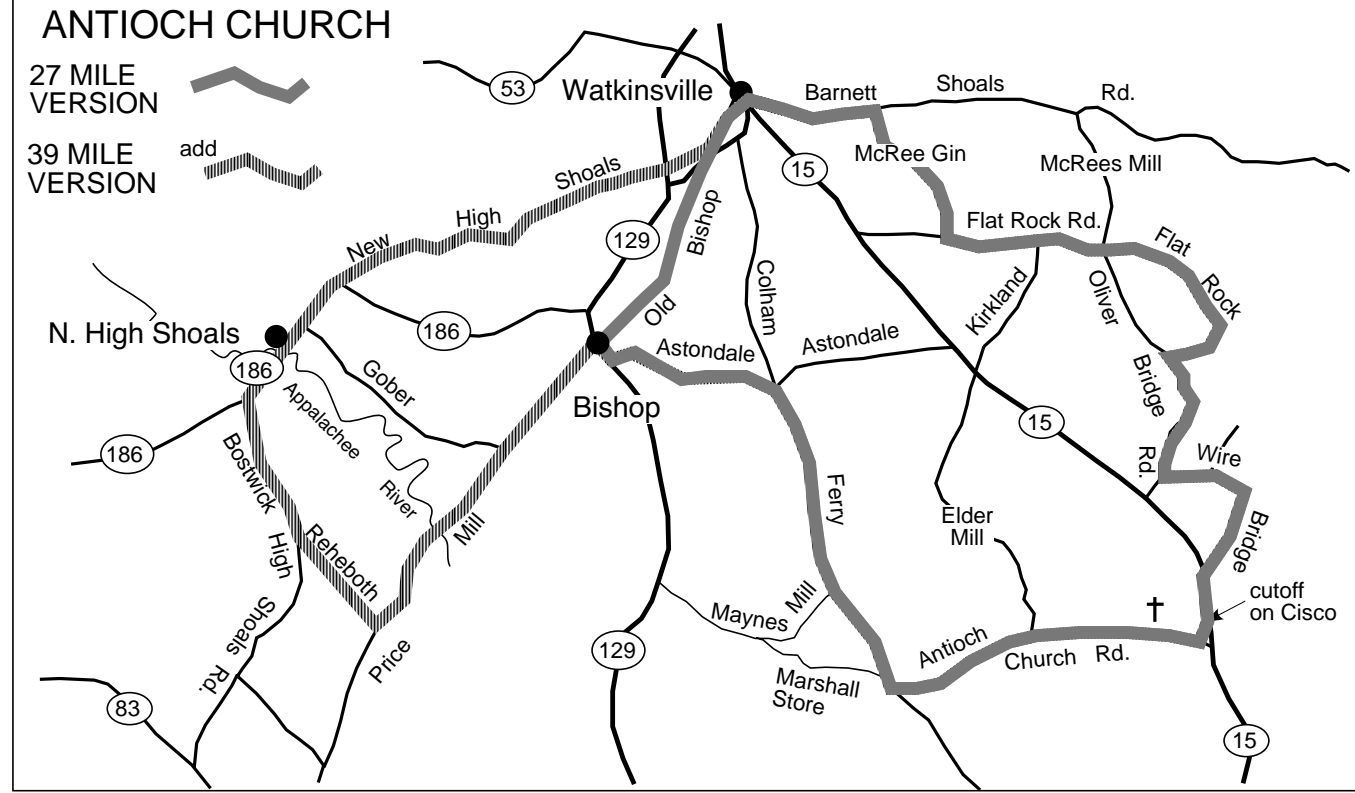 ANTIOCH CHURCH
27 MILE
VERSION
add
39 MILE
VERSION
53
Watkinsville
Barnett
Shoals
Rd.
McRee Gin
McRees Mill
15
Shoals
High
New
129
Bishop
Old
Flat Rock Rd.
Flat
Rock
Colham
Kirkland
Oliver
N. High Shoals
186
186
Astondale
Astondale
Gober
Appalachee
River
Bishop
Bridge
Rd.
15
Wire
Bridge
186
Bostwick
High
Shoals
Rd.
Reheboth
Mill
Price
Ferry
Elder
Mill
cutoff
on Cisco
Maynes
Mill
Antioch
Church Rd.
Marshall
Store
129
83
15